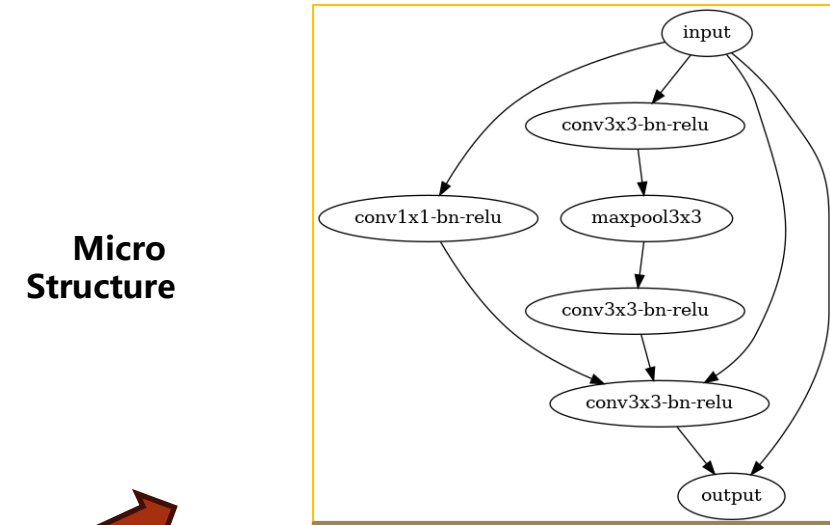 input
conv3x3-bn-relu
conv1x1-bn-relu
maxpool3x3
Micro
Structure
conv3x3-bn-relu
conv3x3-bn-relu
output